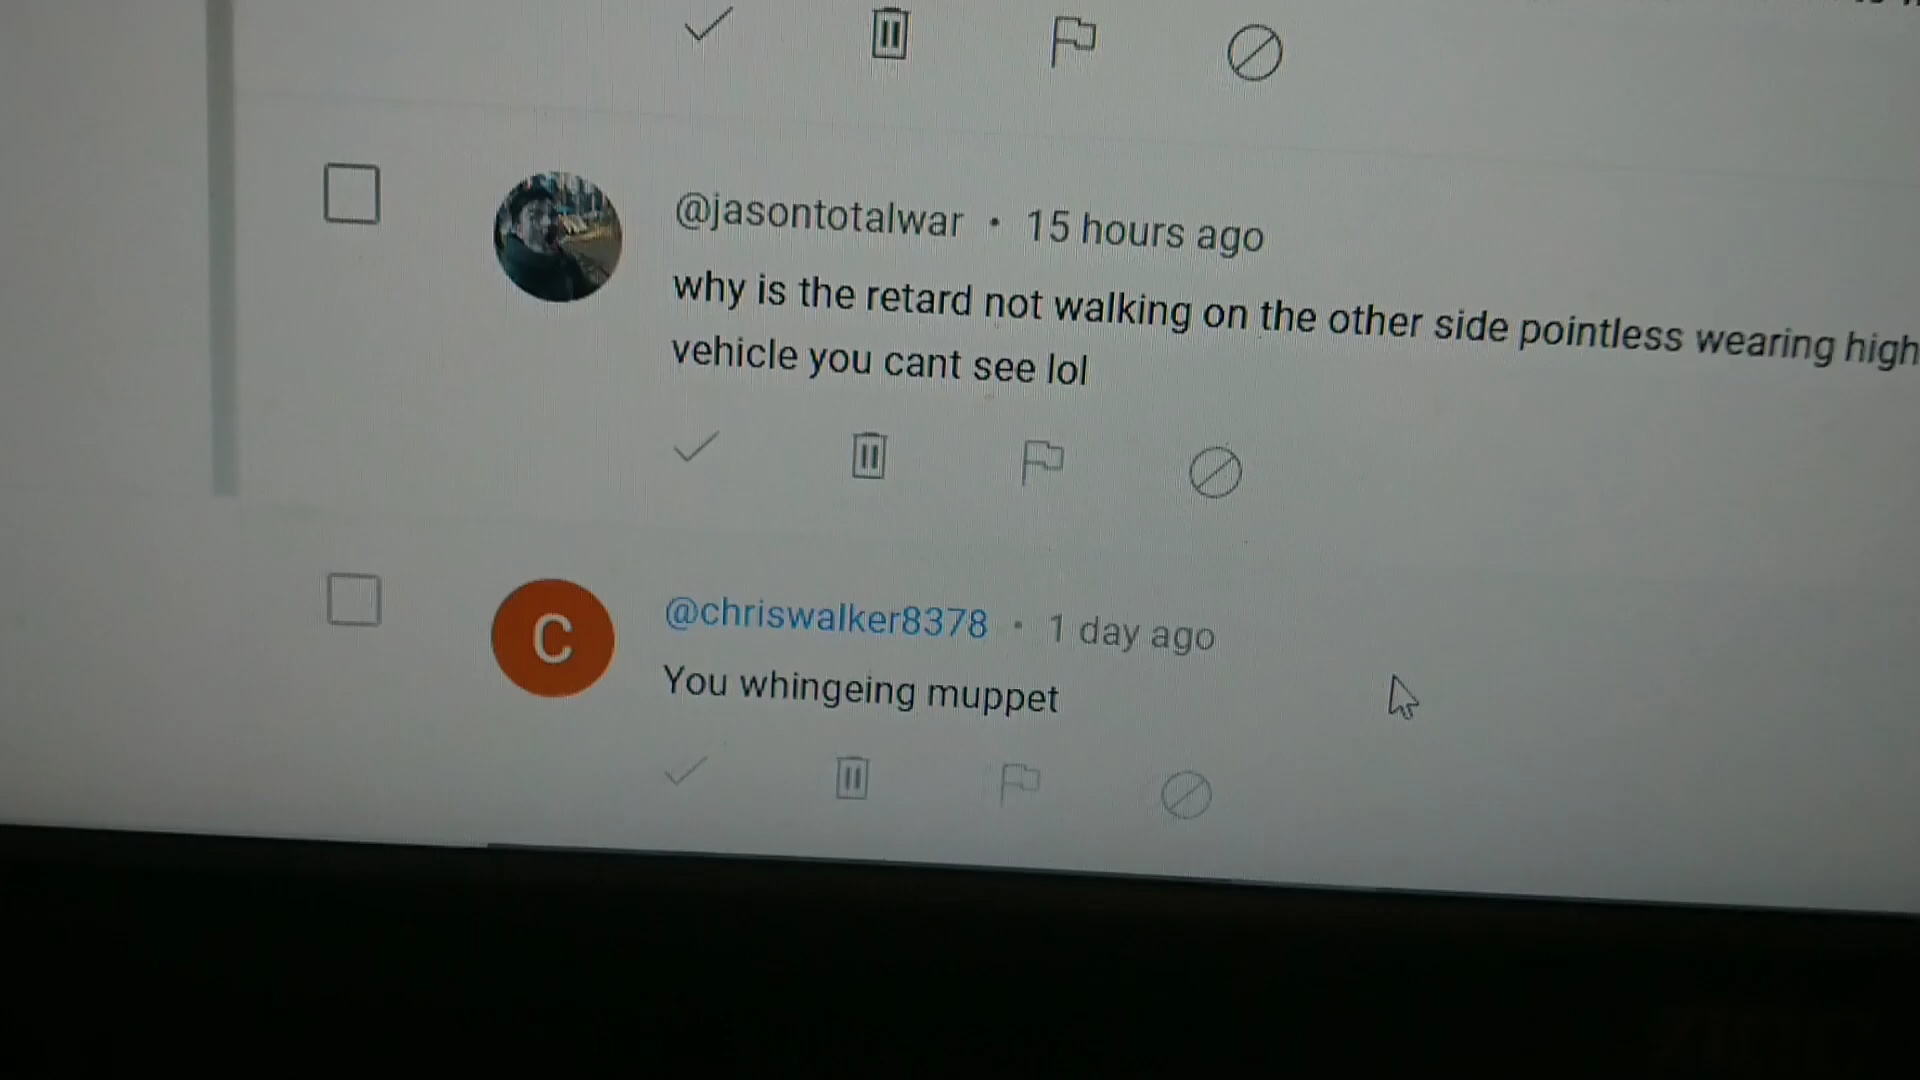 @jasontotalwar • 15 hours ago
why is the retard not walking on the other side pointless wearing high
vehicle you cant see lol
C
@chriswalker8378 • 1 day ago
You whingeing muppet